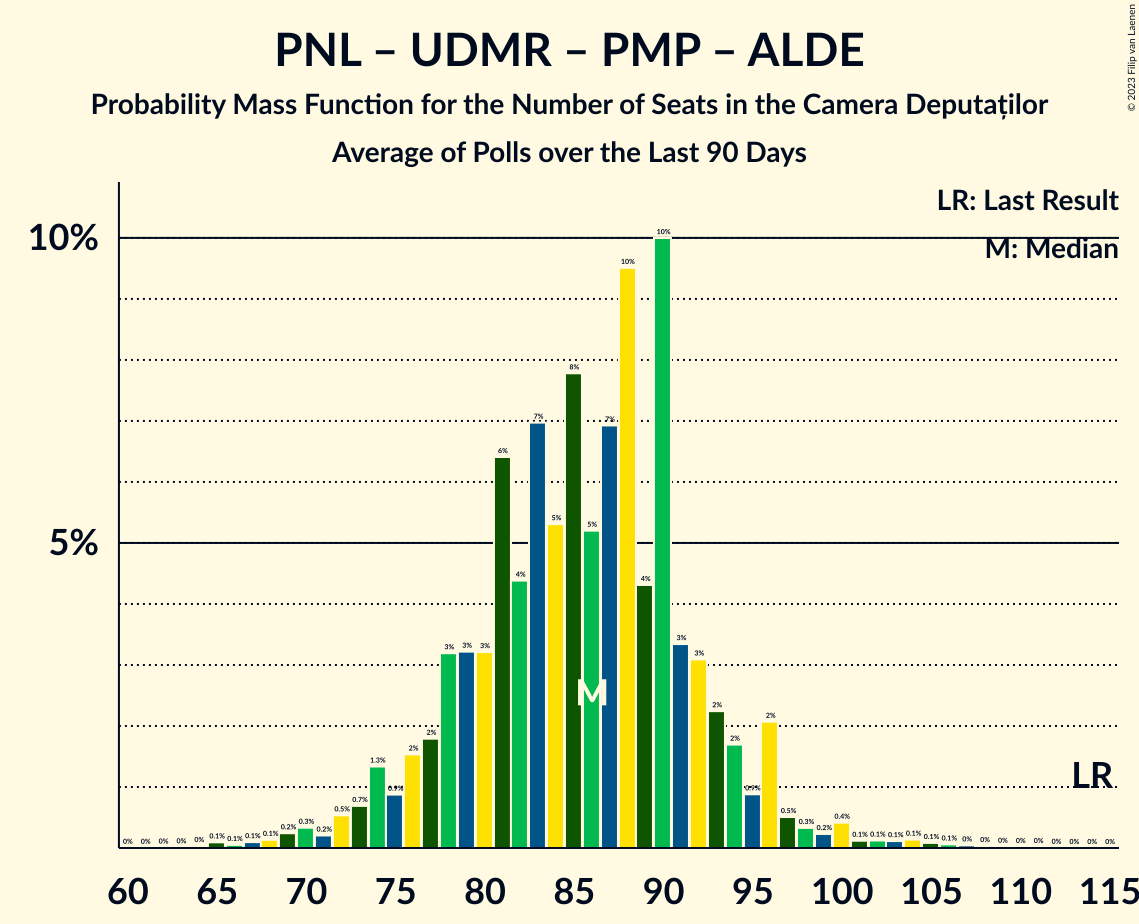 PNL – UDMR – PMP – ALDE
Probability Mass Function for the Number of Seats in the Camera Deputaților
Average of Polls over the Last 90 Days
© 2023 Filip van Laenen
LR: Last Result
M: Median
10%
5%
0% 0% 0% 0% 0% 0.1% 0.1% 0.1% 0.1% 0.2% 0.3% 0.2% 0.5% 0.7% 1.3% 0.9% 2% 2% 3% 3% 3% 6% 4% 7% 5% 8% 5% 7% 10% 4% 10% 3% 3% 2% 2% 0.9% 2% 0.5% 0.3% 0.2% 0.4% 0.1% 0.1% 0.1% 0.1% 0.1% 0.1% 0% 0% 0% 0% 0% 0% 0% 0% 0%
M
LR
60 65 70 75 80 85 90 95 100 105 110 115